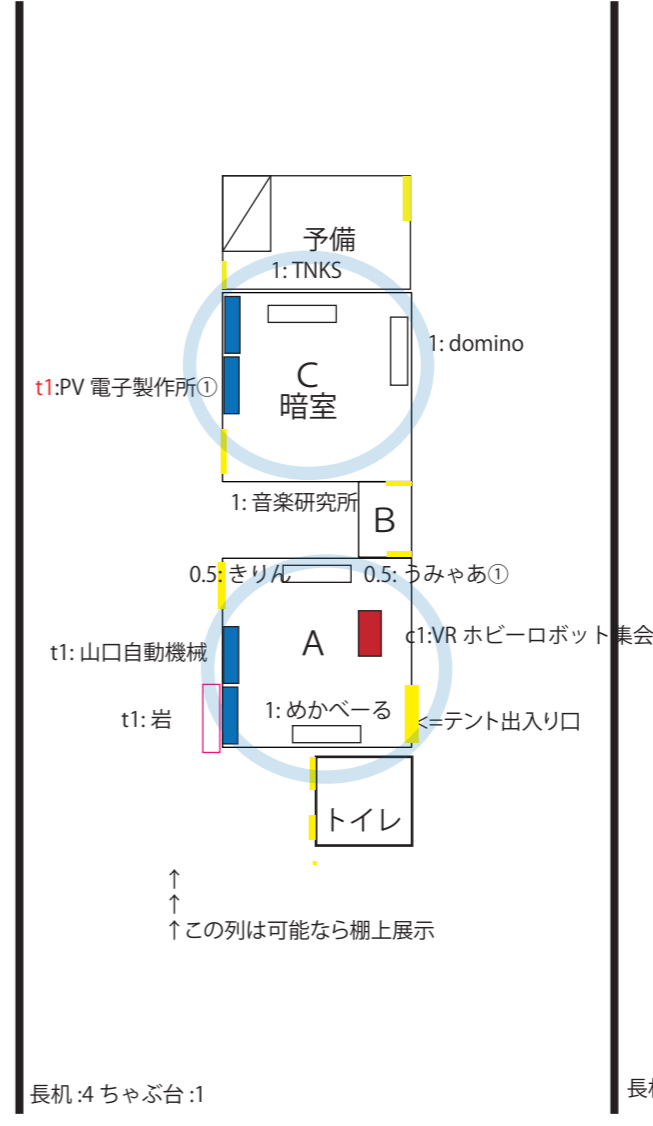 予備
1: TNKS
1: domino
C
t1:PV 電子製作所①
暗室
1: 音楽研究所
B
0.5: きりん
0.5: うみゃあ①
A
c1:VR ホビーロボット集会
t1: 山口自動機械
1: めかべーる
t1: 岩
<=テント出入り口
トイレ
↑
↑
↑この列は可能なら棚上展示
長机 :4 ちゃぶ台 :1
長